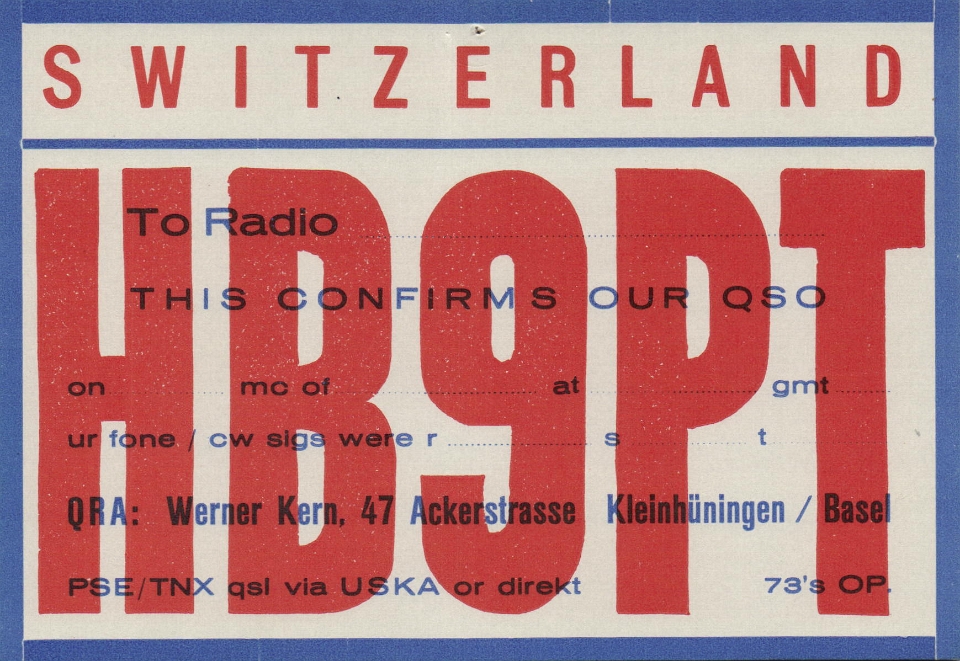 SWITZERLAND
HB9PT
To Radio
THIS CONFIRMS OUR QSO
on mc of at gmt
ur fone / cw sigs were r s t
QRA: Werner Kern, 47 Ackerstrasse Kleinhüningen / Basel
PSE/TNX qsl via USKA or direkt 73's OP.